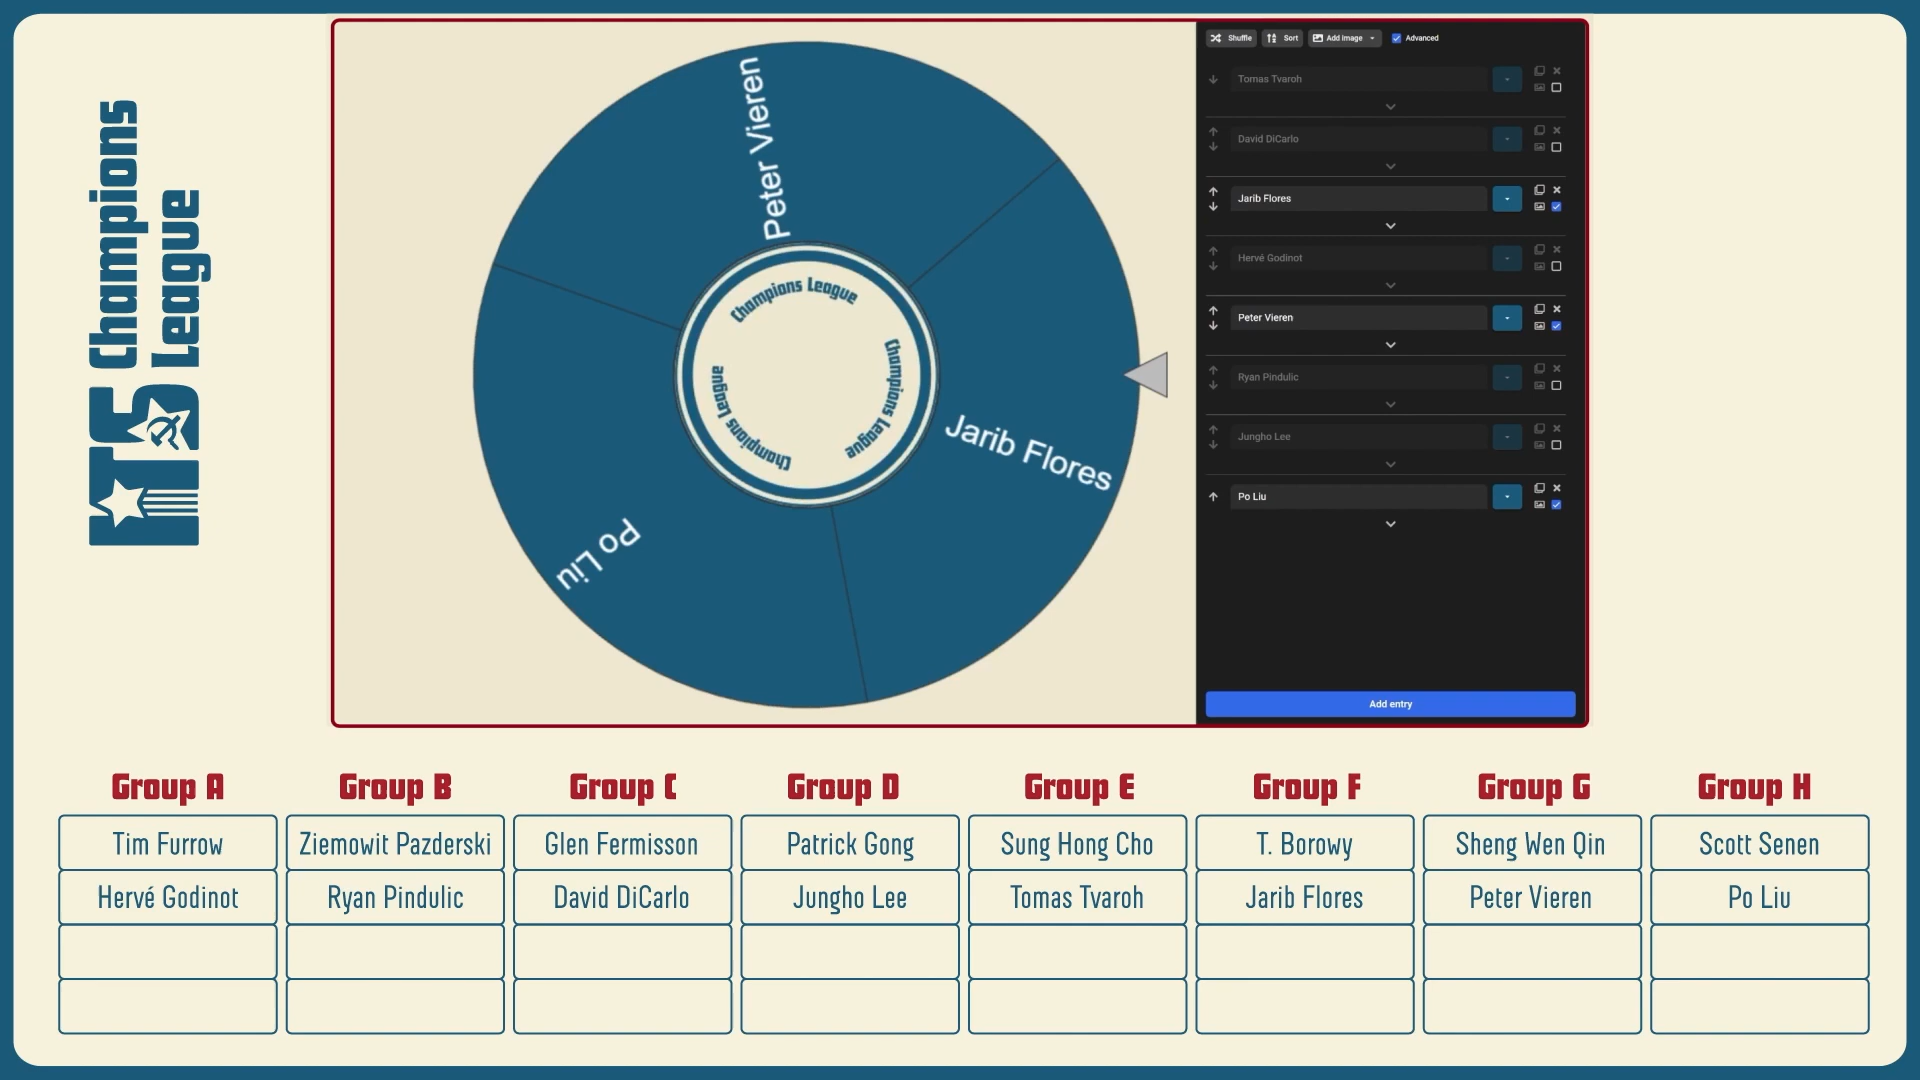 ITS Champions
League
Peter Vieren
Jarib Flores
Po Liu
Champions League
Champions League
Champions League
Shuffle
Sort
Add image
Advanced
Tomas Tvaroh
David DiCarlo
Jarib Flores
Hervé Godinot
Peter Vieren
Ryan Pindulic
Jungho Lee
Po Liu
Add entry
Group A Group B Group C Group D Group E Group F Group G Group H
Tim Furrow Ziemowit Pazderski Glen Fermisson Patrick Gong Sung Hong Cho T. Borowy Sheng Wen Qin Scott Senen
Hervé Godinot Ryan Pindulic David DiCarlo Jungho Lee Tomas Tvaroh Jarib Flores Peter Vieren Po Liu